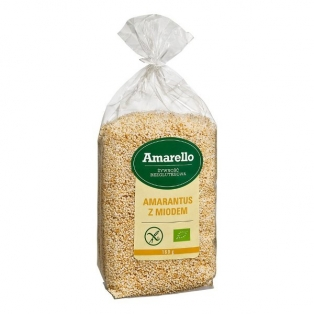 Amarello
ŻYWNOŚĆ
BEZGLUTENOWA
AMARANTUS
Z MIODEM